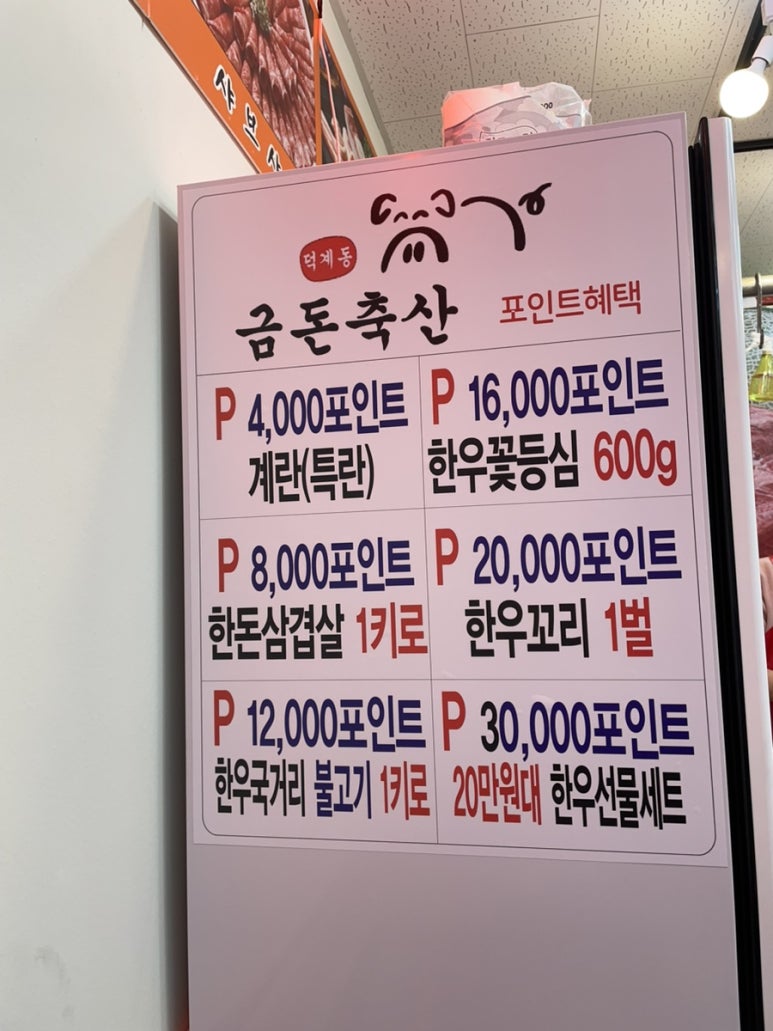 샤브샤
덕계동
금돈축산 포인트혜택
P 4,000포인트
계란(특란)
P 16,000포인트
한우꽃등심 600g
P 8,000포인트
한돈삼겹살 1키로
P 20,000포인트
한우꼬리 1벌
P 12,000포인트
한우국거리 불고기 1키로
P 30,000포인트
20만원대 한우선물세트